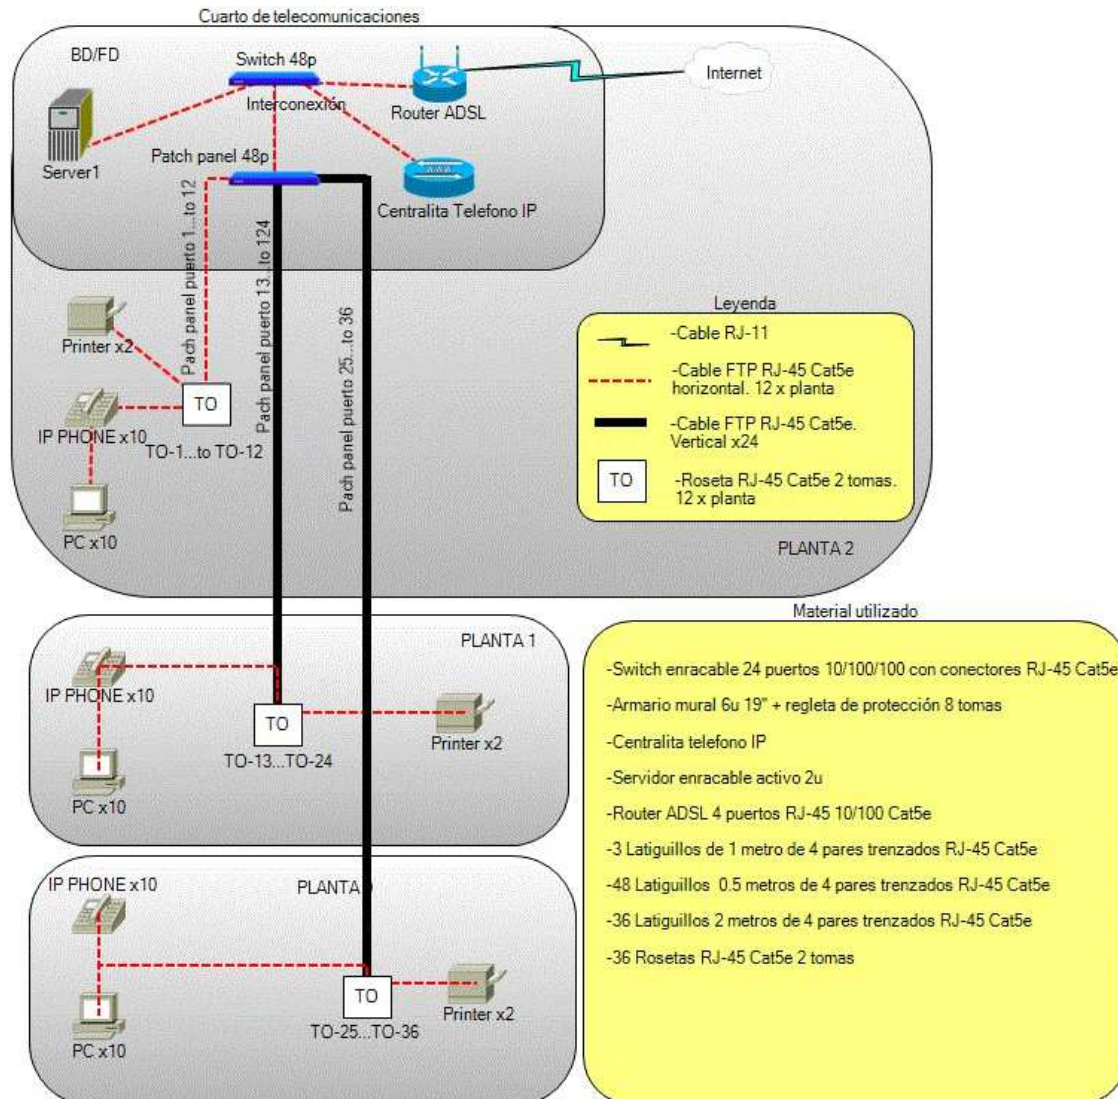 Cuarto de telecomunicaciones
BD/FD
Switch 48p
Internet
Interconexión
Router ADSL
Server1
Patch panel 48p
Centralita Telefono IP
Pach panel puerto 1...to 12
Pach panel puerto 13...to 124
Pach panel puerto 25...to 36
Printer x2
TO
IP PHONE x10
TO-1...to TO-12
PC x10
Leyenda
-Cable RJ-11
-Cable FTP RJ-45 Cat5e
horizontal. 12 x planta
-Cable FTP RJ-45 Cat5e.
Vertical x24
TO
-Roseta RJ-45 Cat5e 2 tomas.
12 x planta
PLANTA 2
PLANTA 1
IP PHONE x10
TO
Printer x2
TO-13...TO-24
PC x10
IP PHONE x10
PLANTA
TO
Printer x2
TO-25...TO-36
PC x10
Material utilizado
-Switch enracable 24 puertos 10/100/100 con conectores RJ-45 Cat5e
-Armario mural 6u 19" + regleta de protección 8 tomas
-Centralita telefono IP
-Servidor enracable activo 2u
-Router ADSL 4 puertos RJ-45 10/100 Cat5e
-3 Latiguillos de 1 metro de 4 pares trenzados RJ-45 Cat5e
-48 Latiguillos 0.5 metros de 4 pares trenzados RJ-45 Cat5e
-36 Latiguillos 2 metros de 4 pares trenzados RJ-45 Cat5e
-36 Rosetas RJ-45 Cat5e 2 tomas